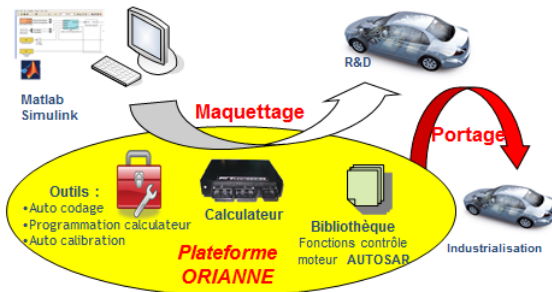 Matlab
Simulink
R&D
Maquettage
Portage
Outils :
•Auto codage
•Programmation calculateur
•Auto calibration
Calculateur
Bibliothèque
Fonctions contrôle
moteur AUTOSAR
Plateforme
ORIANNE
Industrialisation